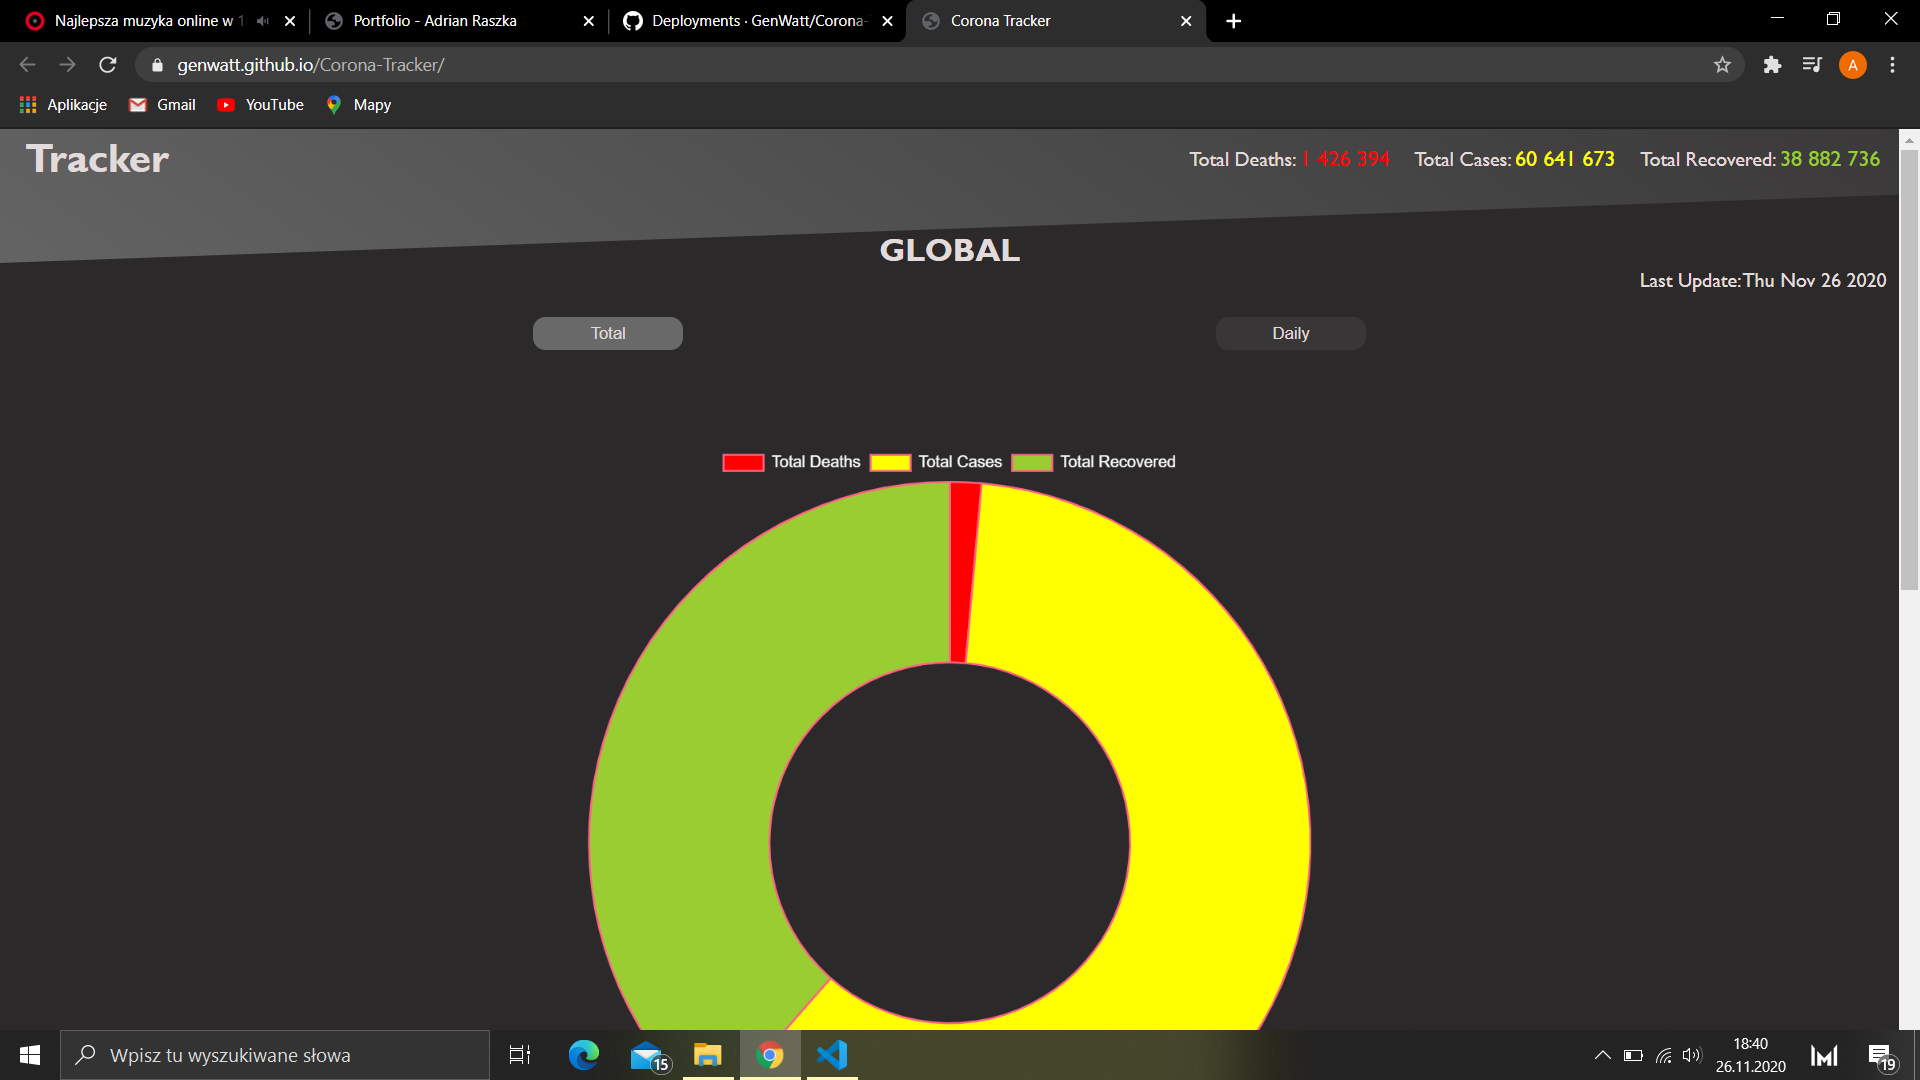 Najlepsza muzyka online w 1
Portfolio - Adrian Raszka
Deployments · GenWatt/Corona-
Corona Tracker
genwatt.github.io/Corona-Tracker/
A
Aplikacje
Gmail
YouTube
Mapy
Tracker
Total Deaths: 1 426 394
Total Cases: 60 641 673
Total Recovered: 38 882 736
GLOBAL
Last Update:Thu Nov 26 2020
Total
Daily
Total Deaths
Total Cases
Total Recovered
Wpisz tu wyszukiwane słowa
15
18:40
26.11.2020
19